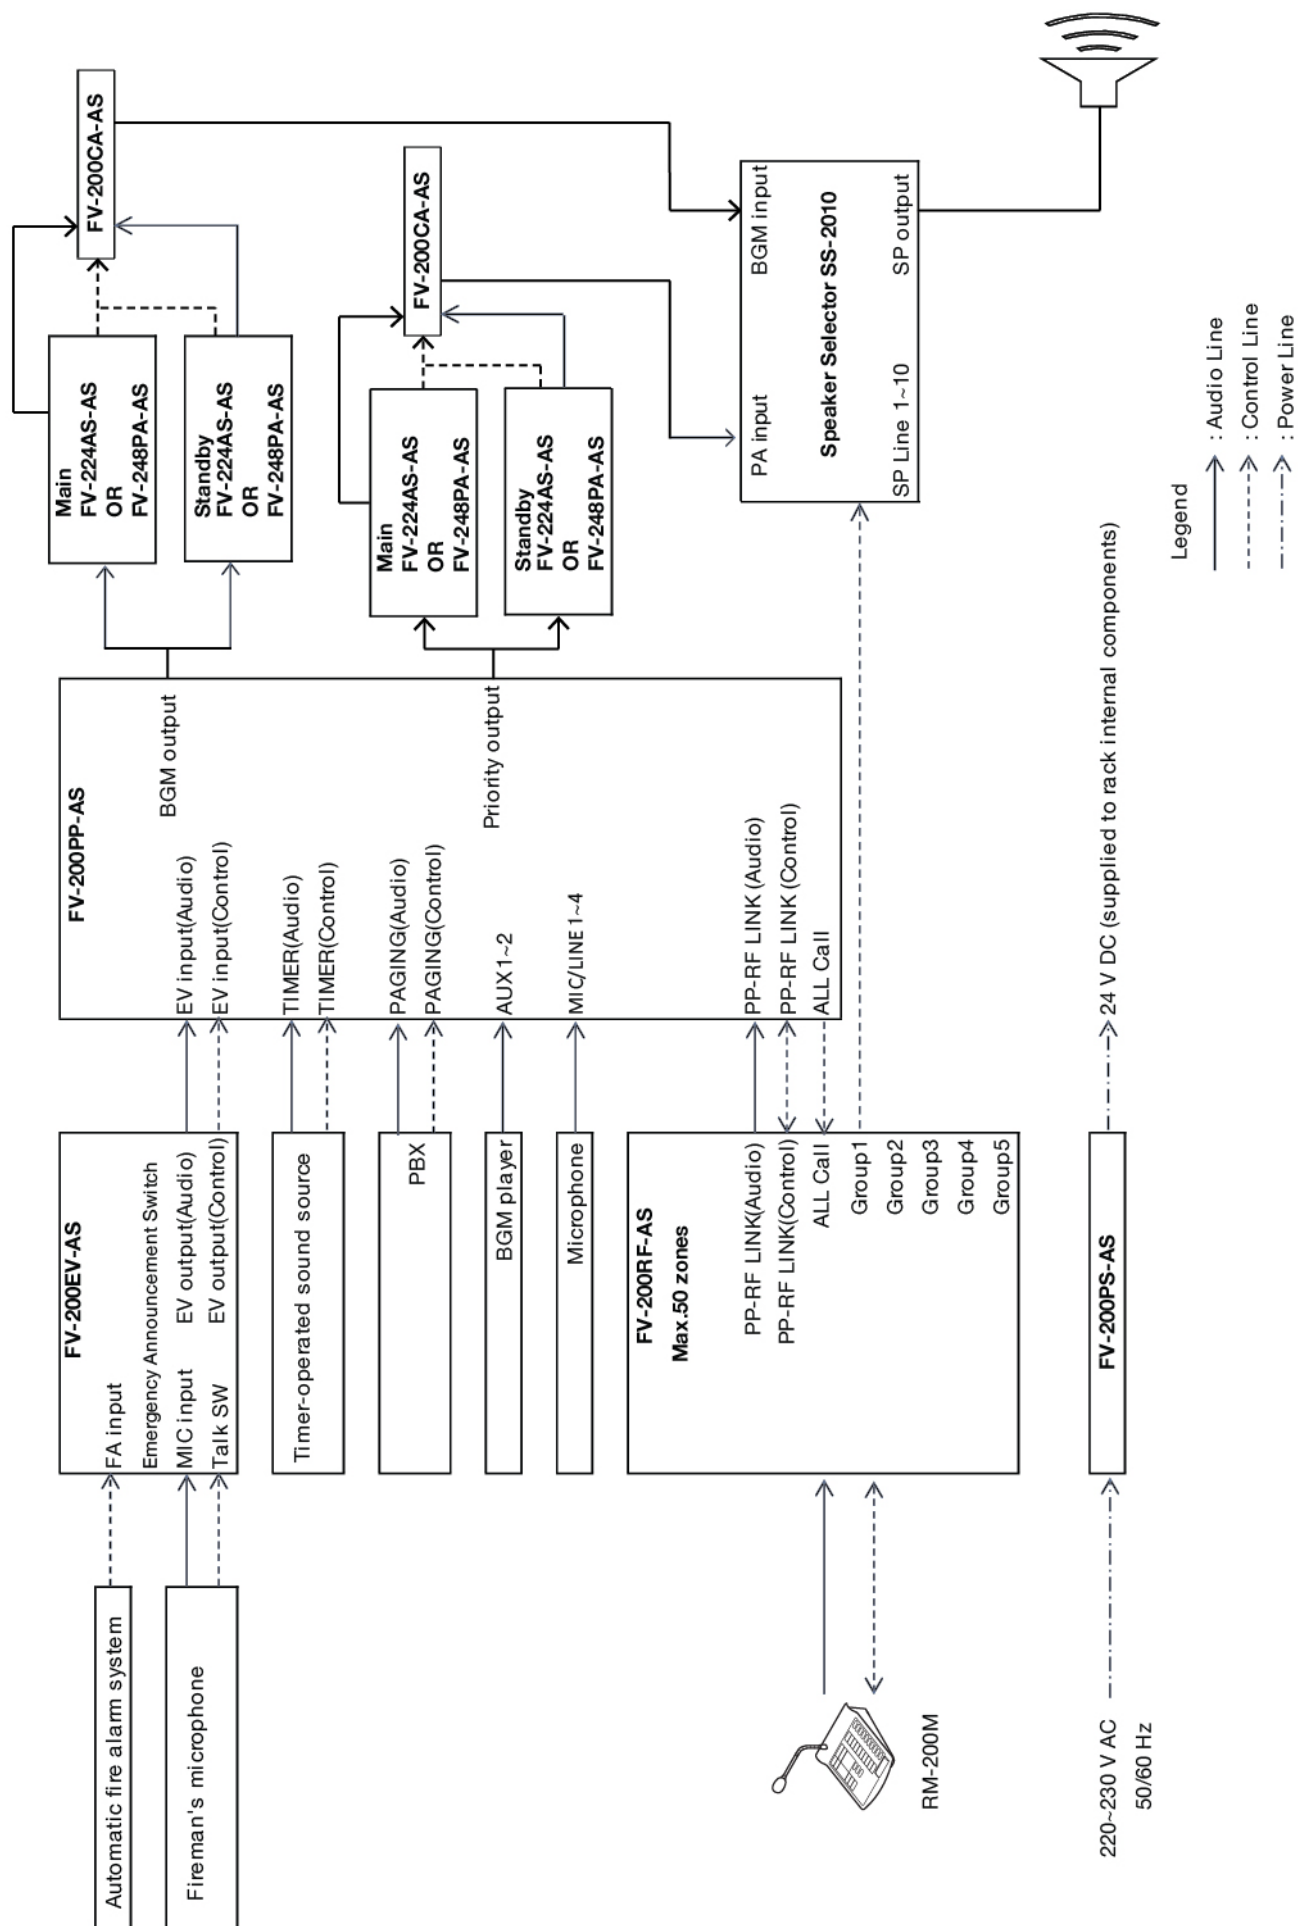 Automatic fire alarm system
Fireman's microphone
FV-200EV-AS
FA input
Emergency Announcement Switch
MIC input
EV output(Audio)
Talk SW
EV output(Control)
Timer-operated sound source
PBX
BGM player
Microphone
RM-200M
FV-200RF-AS
Max.50 zones
PP-RF LINK(Audio)
PP-RF LINK(Control)
ALL Call
Group1
Group2
Group3
Group4
Group5
220~230 V AC
50/60 Hz
FV-200PS-AS
24 V DC (supplied to rack internal components)
FV-200PP-AS
EV input(Audio)
EV input(Control)
TIMER(Audio)
TIMER(Control)
PAGING(Audio)
PAGING(Control)
AUX1~2
MIC/LINE 1~4
PP-RF LINK (Audio)
PP-RF LINK (Control)
ALL Call
BGM output
Priority output
Main
FV-224AS-AS
OR
FV-248PA-AS
Standby
FV-224AS-AS
OR
FV-248PA-AS
FV-200CA-AS
Main
FV-224AS-AS
OR
FV-248PA-AS
Standby
FV-224AS-AS
OR
FV-248PA-AS
FV-200CA-AS
PA input
BGM input
Speaker Selector SS-2010
SP Line 1~10
SP output
Legend
: Audio Line
: Control Line
: Power Line